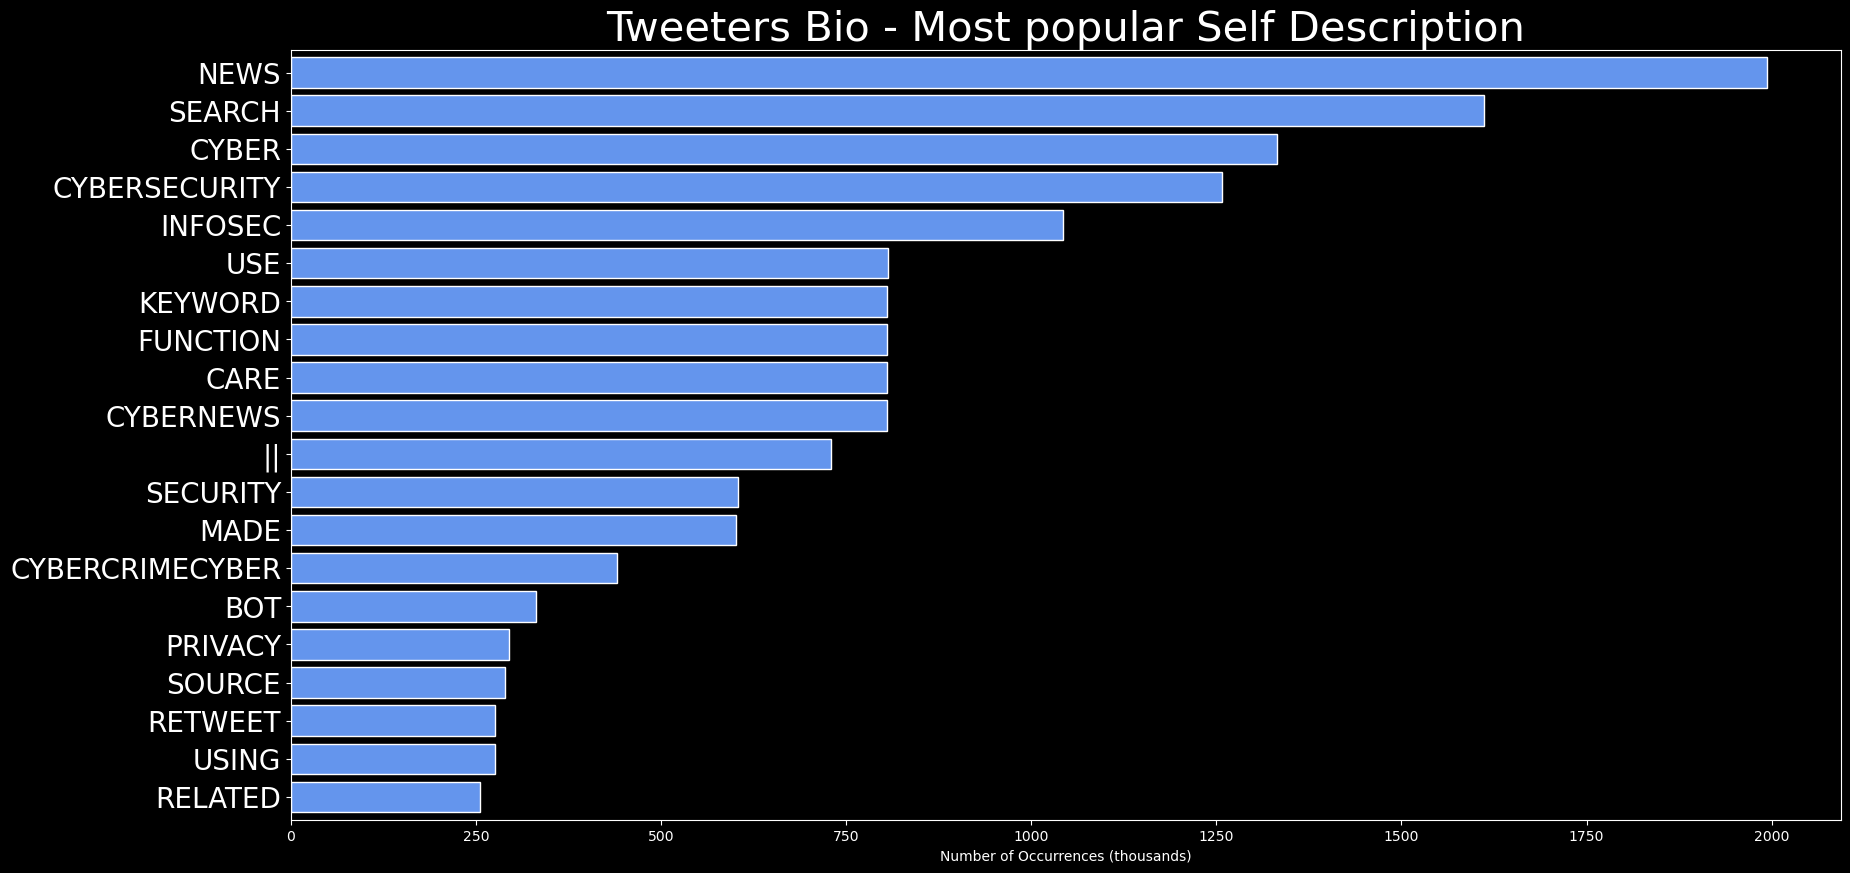 Tweeters Bio - Most popular Self Description
NEWS
SEARCH
CYBER
CYBERSECURITY
INFOSEC
USE
KEYWORD
FUNCTION
CARE
CYBERNEWS
||
SECURITY
MADE
CYBERCRIMECYBER
BOT
PRIVACY
SOURCE
RETWEET
USING
RELATED
0 250 500 750 1000 1250 1500 1750 2000
Number of Occurrences (thousands)